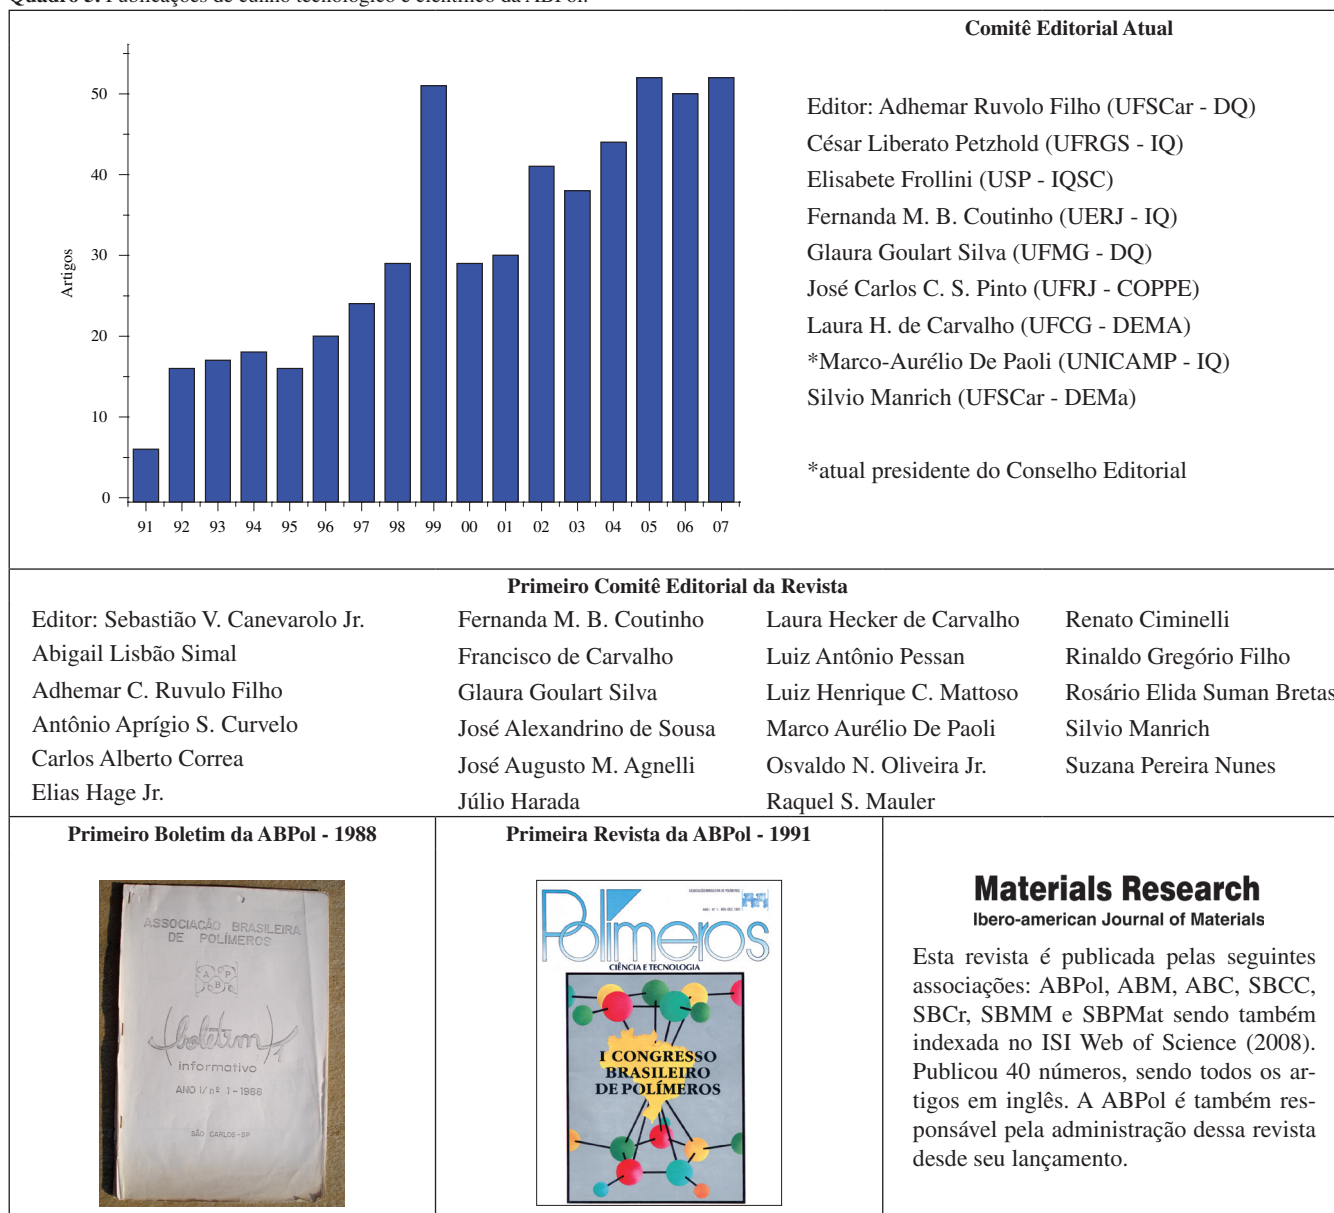 Quadro 3. Publicações de cunho tecnológico e científico da ABPol.
Comitê Editorial Atual
Editor: Adhemar Ruvolo Filho (UFSCar - DQ)
César Liberato Petzhold (UFRGS - IQ)
Elisabete Frollini (USP - IQSC)
Fernanda M. B. Coutinho (UERJ - IQ)
Glaura Goulart Silva (UFMG - DQ)
José Carlos C. S. Pinto (UFRJ - COPPE)
Laura H. de Carvalho (UFCG - DEMA)
*Marco-Aurélio De Paoli (UNICAMP - IQ)
Silvio Manrich (UFSCar - DEMa)
*atual presidente do Conselho Editorial
Artigos
50
40
30
20
10
0
91 92 93 94 95 96 97 98 99 00 01 02 03 04 05 06 07
Primeiro Comitê Editorial da Revista
Editor: Sebastião V. Canevarolo Jr.
Abigail Lisbão Simal
Adhemar C. Ruvulo Filho
Antônio Aprígio S. Curvelo
Carlos Alberto Correa
Elias Hage Jr.
Fernanda M. B. Coutinho
Francisco de Carvalho
Glaura Goulart Silva
José Alexandrino de Sousa
José Augusto M. Agnelli
Júlio Harada
Laura Hecker de Carvalho
Luiz Antônio Pessan
Luiz Henrique C. Mattoso
Marco Aurélio De Paoli
Osvaldo N. Oliveira Jr.
Raquel S. Mauler
Renato Ciminelli
Rinaldo Gregório Filho
Rosário Elida Suman Bretas
Silvio Manrich
Suzana Pereira Nunes
Primeiro Boletim da ABPol - 1988
ASSOCIAÇÃO BRASILEIRA
DE POLÍMEROS
A P
B
boletim
informativo
ANO I/ nº 1-1988
SÃO CARLOS-SP
Primeira Revista da ABPol - 1991
Polímeros
CIÊNCIA E TECNOLOGIA
I CONGRESSO
BRASILEIRO
DE POLÍMEROS
Materials Research
Ibero-american Journal of Materials
Esta revista é publicada pelas seguintes
associações: ABPol, ABM, ABC, SBCC,
SBCr, SBMM e SBPMat sendo também
indexada no ISI Web of Science (2008).
Publicou 40 números, sendo todos os ar-
tigos em inglês. A ABPol é também res-
ponsável pela administração dessa revista
desde seu lançamento.